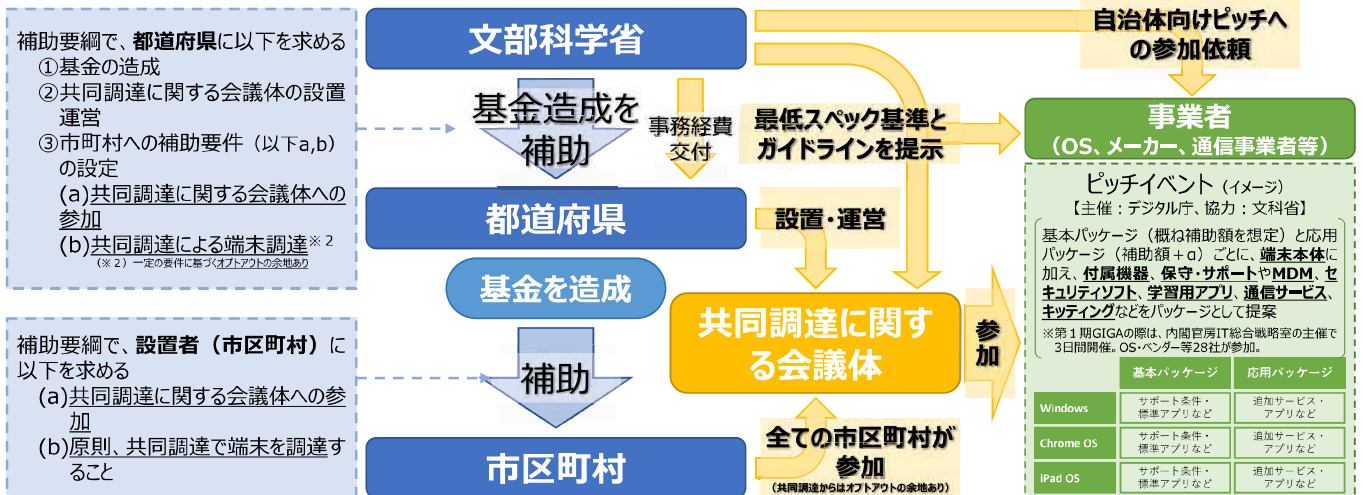 補助要綱で、都道府県に以下を求める
①基金の造成
②共同調達に関する会議体の設置
運営
③市町村への補助要件（以下a,b）
の設定
(a)共同調達に関する会議体への
参加
(b)共同調達による端末調達※２
（※２）一定の要件に基づくオプトアウトの余地あり
補助要綱で、設置者（市区町村）に
以下を求める
(a)共同調達に関する会議体への参
加
(b)原則、共同調達で端末を調達す
ること
文部科学省
基金造成を
補助
事務経費
交付
最低スペック基準と
ガイドラインを提示
都道府県
設置・運営
基金を造成
補助
共同調達に関す
る会議体
参
加
市区町村
全ての市区町村が
参加
（共同調達からはオプトアウトの余地あり）
自治体向けピッチへ
の参加依頼
事業者
（OS、メーカー、通信事業者等）
ピッチイベント（イメージ）
【主催：デジタル庁、協力：文科省】
基本パッケージ（概ね補助額を想定）と応用
パッケージ（補助額＋α）ごとに、端末本体に
加え、付属機器、保守・サポートやMDM、セ
キュリティソフト、学習用アプリ、通信サービス、
キッティングなどをパッケージとして提案
※第１期GIGAの際は、内閣官房IT総合戦略室の主催で
3日間開催。OS・ベンダー等28社が参加。
基本パッケージ 応用パッケージ
Windows サポート条件・標準アプリなど 追加サービス・アプリなど
Chrome OS サポート条件・標準アプリなど 追加サービス・アプリなど
iPad OS サポート条件・標準アプリなど 追加サービス・アプリなど